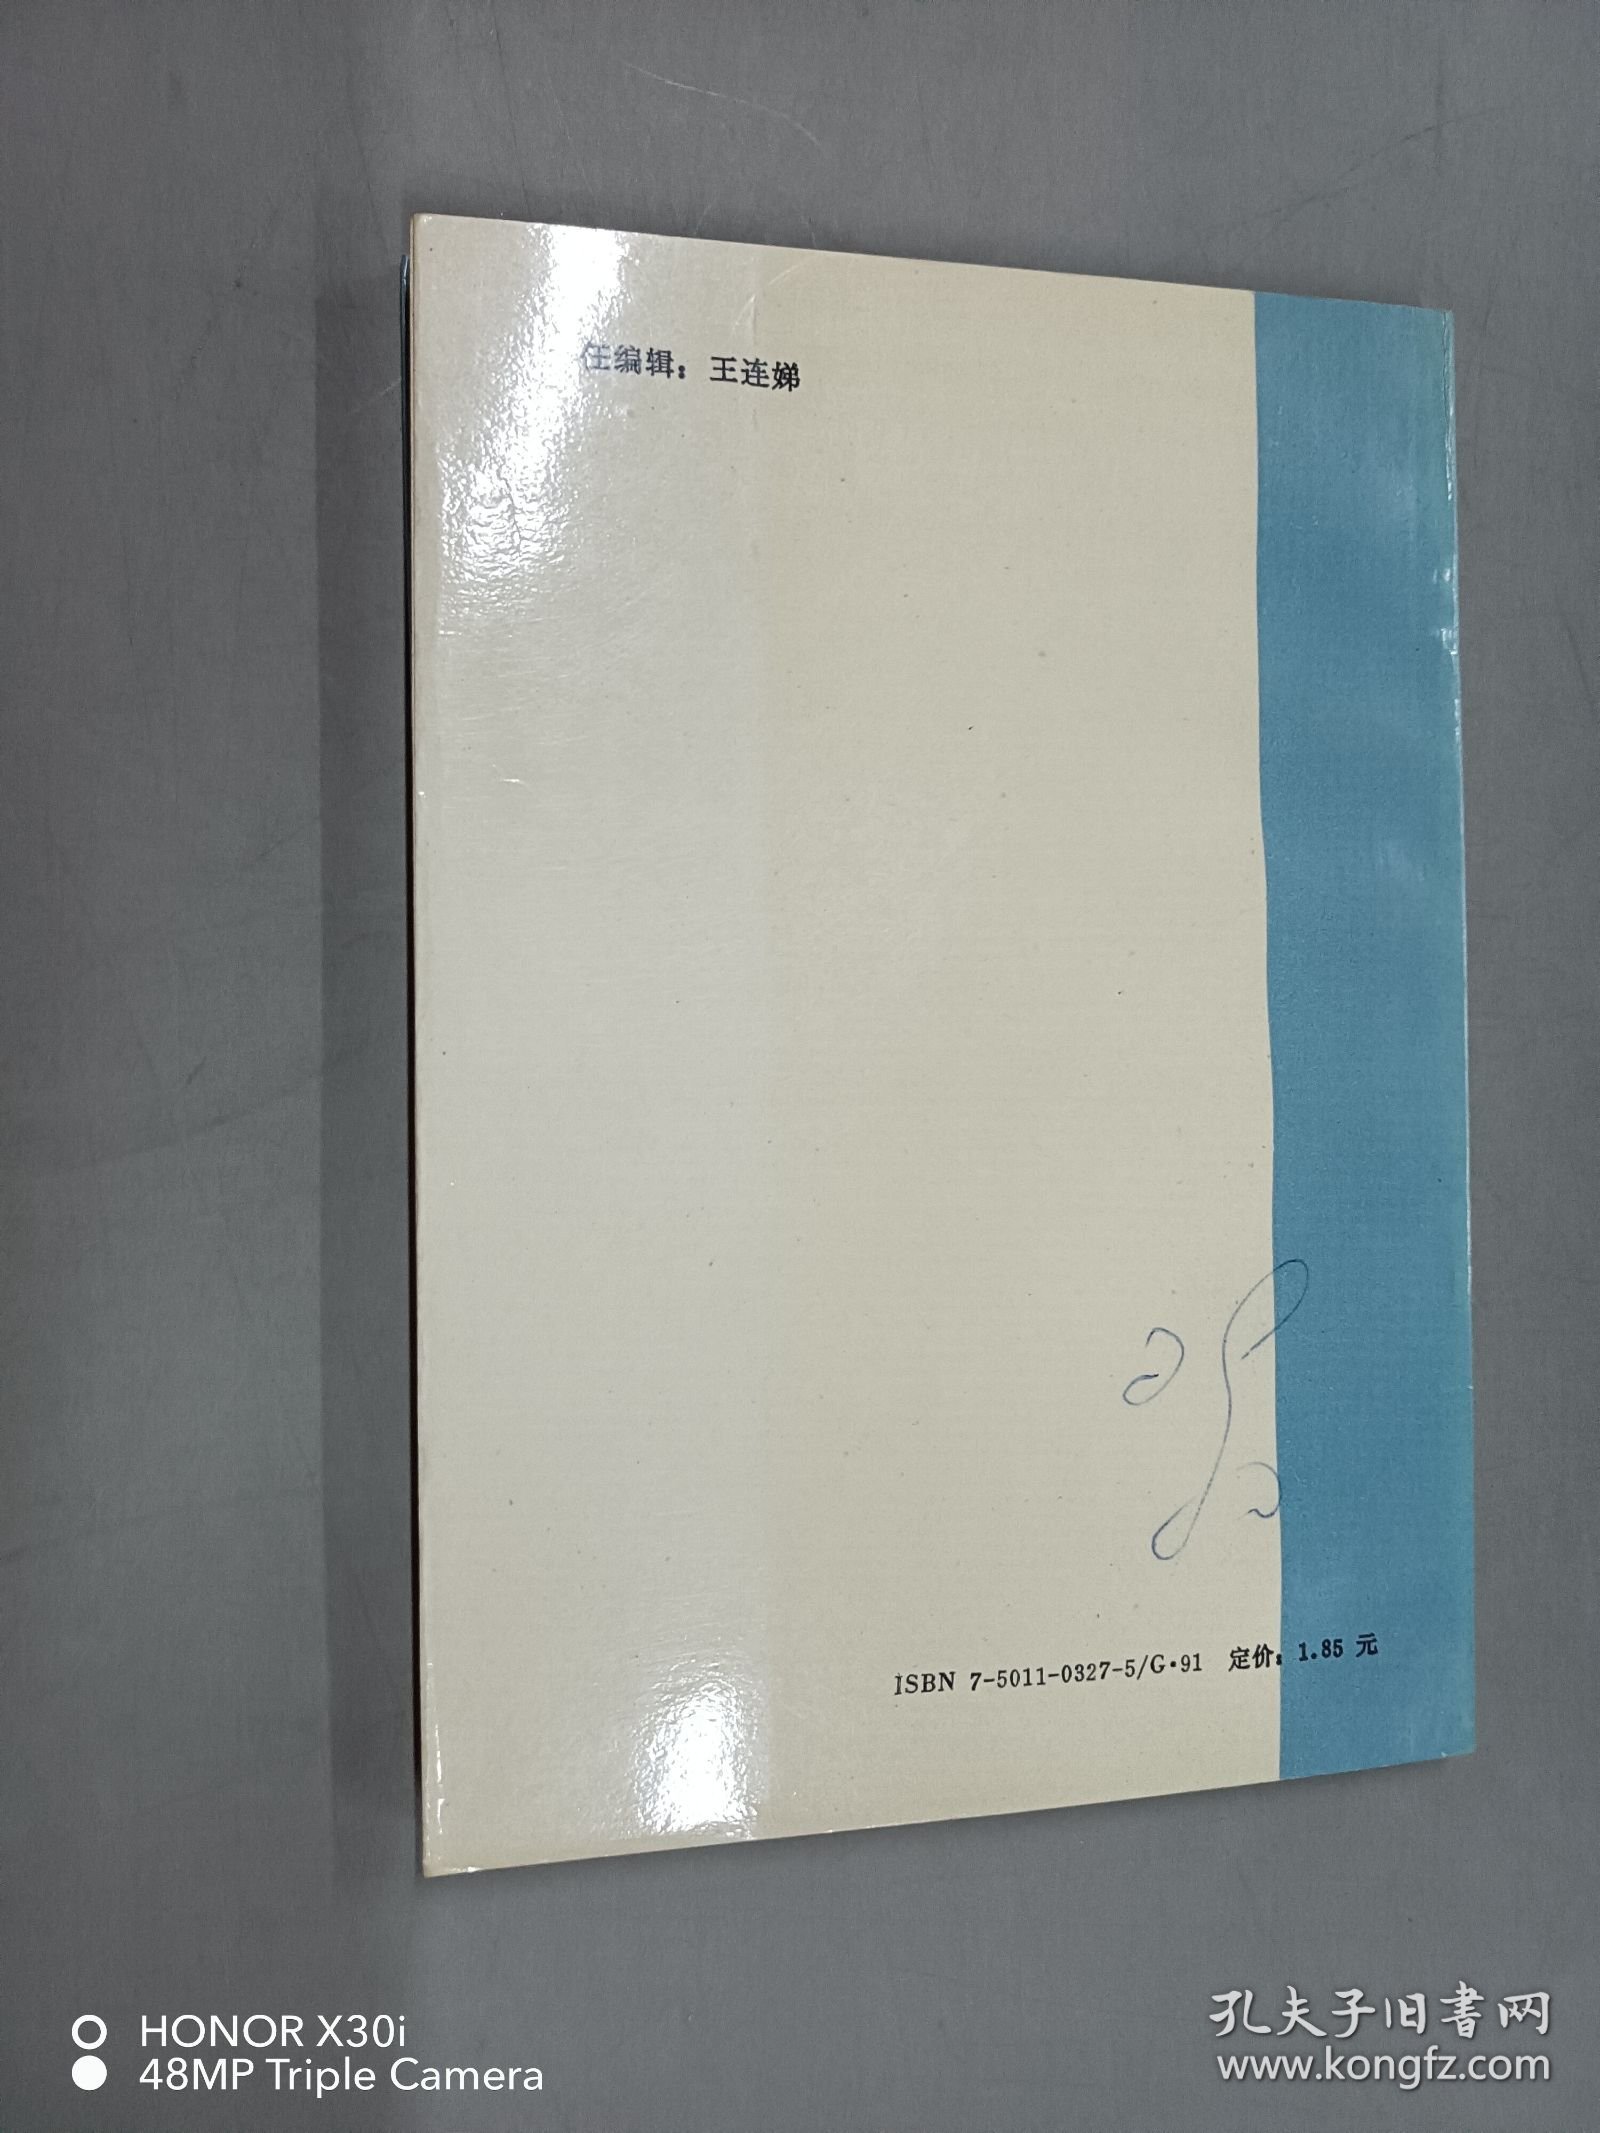 任编辑：王连娣
ISBN 7-5011-0327-5/G·91 定价：1.85 元
HONOR X30i
48MP Triple Camera
孔夫子旧书网
www.kongfz.com